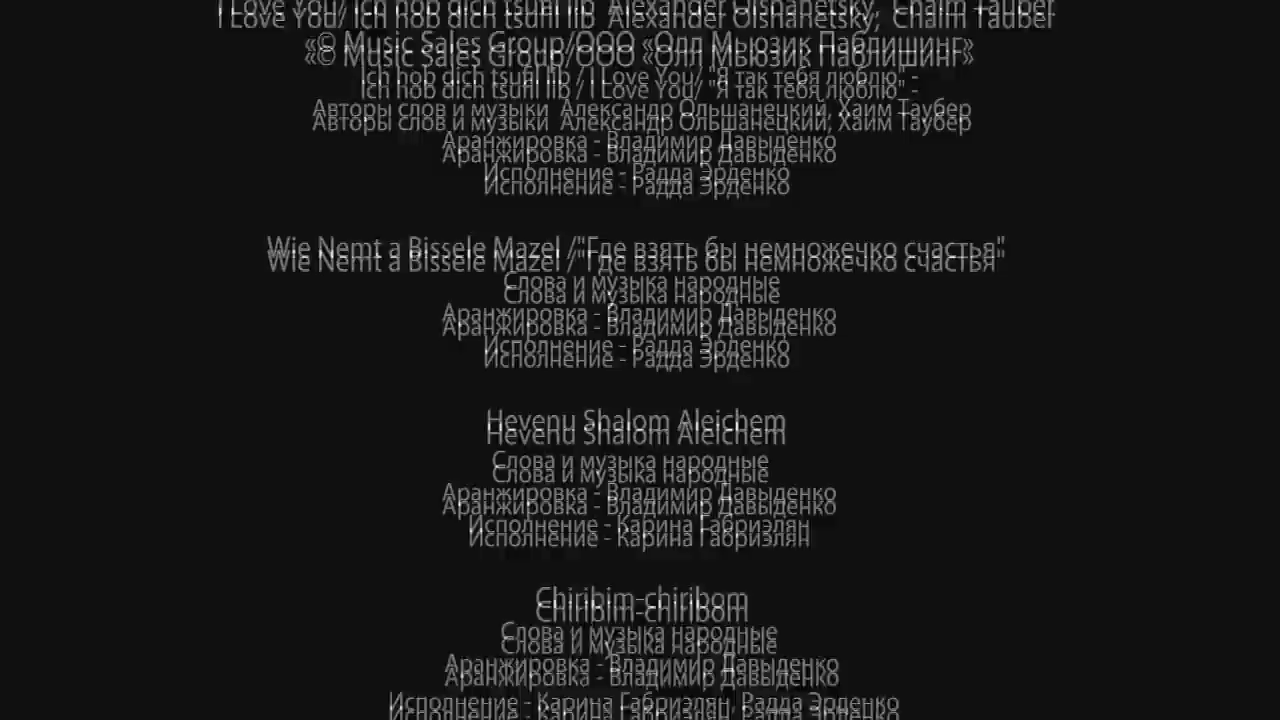 I Love You/ Ich hob dich tsufil lib Alexander Olshanetsky, Chaim Tauber
«© Music Sales Group/ООО «Олл Мьюзик Паблишинг»
Ich hob dich tsufil lib / I Love You/ "Я так тебя люблю" -
Авторы слов и музыки Александр Ольшанецкий, Хаим Таубер
Аранжировка - Владимир Давыденко
Исполнение - Радда Эрденко
Wie Nemt a Bissele Mazel /"Где взять бы немножечко счастья"
Слова и музыка народные
Аранжировка - Владимир Давыденко
Исполнение - Радда Эрденко
Hevenu Shalom Aleichem
Слова и музыка народные
Аранжировка - Владимир Давыденко
Исполнение - Карина Габриэлян
Chiribim-chiribom
Слова и музыка народные
Аранжировка - Владимир Давыденко
Исполнение - Карина Габриэлян, Радда Эрденко